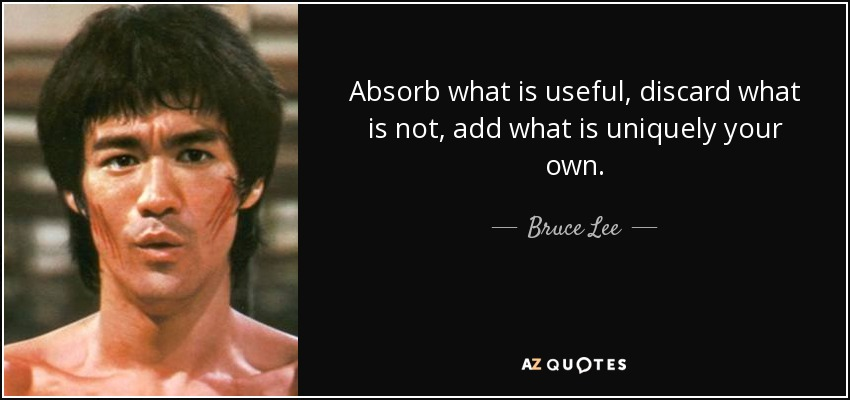 Absorb what is useful, discard what
is not, add what is uniquely your
own.
Bruce Lee
AZ QUOTES